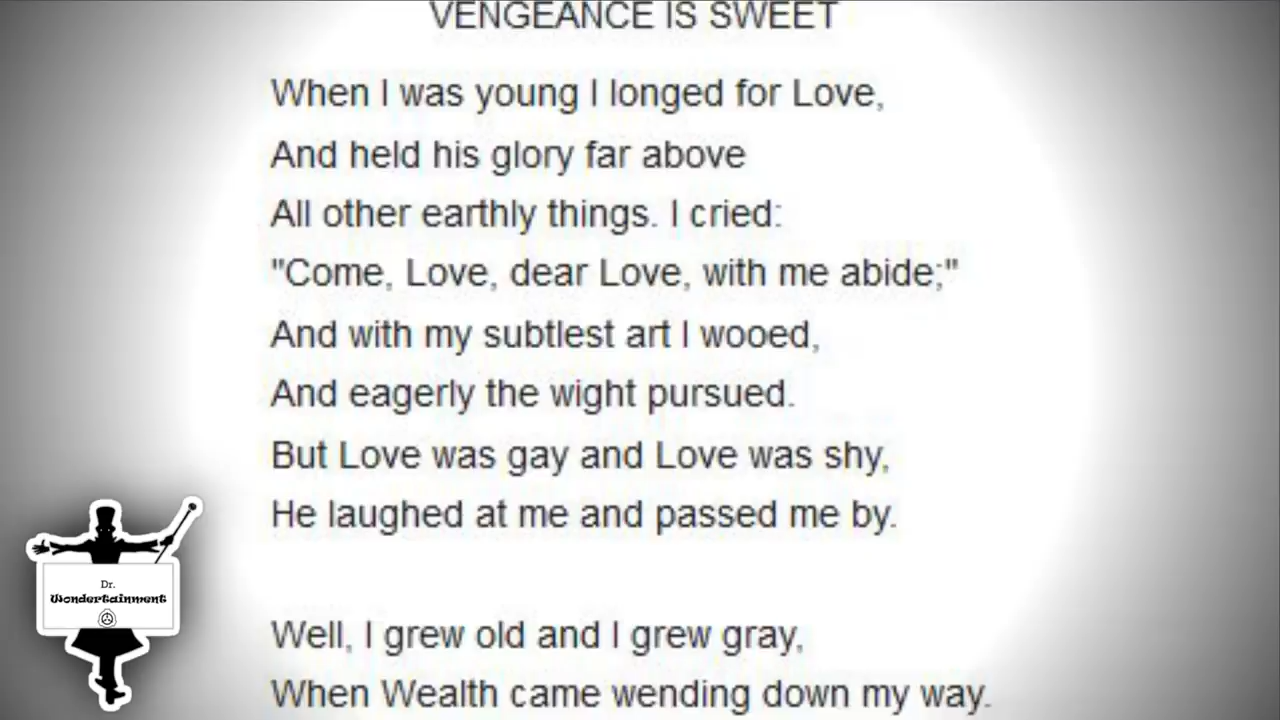 VENGEANCE IS SWEET
When I was young I longed for Love,
And held his glory far above
All other earthly things. I cried:
"Come, Love, dear Love, with me abide;"
And with my subtlest art I wooed,
And eagerly the wight pursued.
But Love was gay and Love was shy,
He laughed at me and passed me by.
Well, I grew old and I grew gray,
When Wealth came wending down my way.
Dr.
Wondertainment